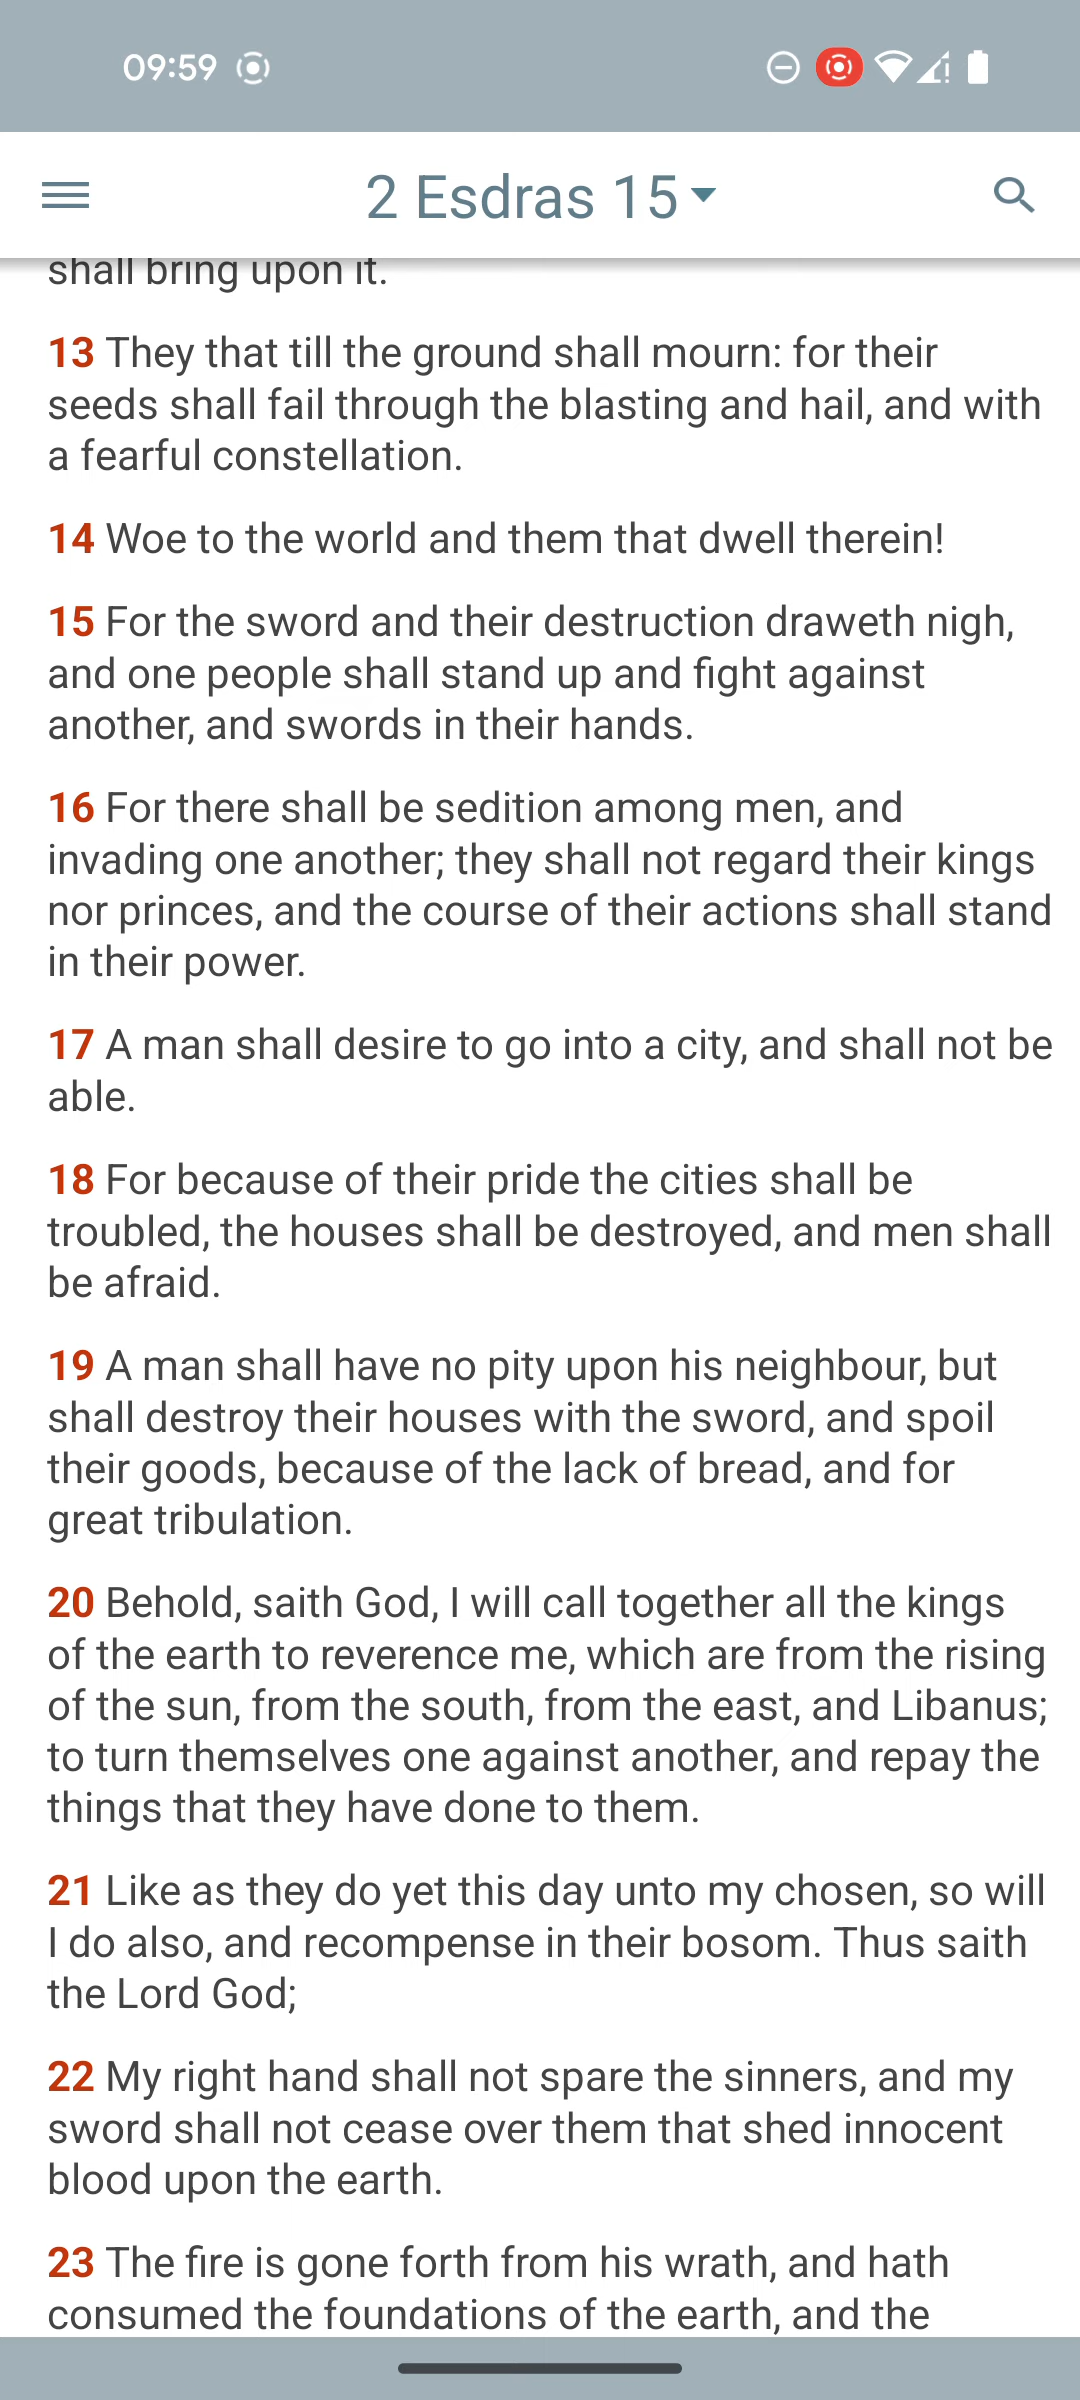 09:59
2 Esdras 15
shall bring upon it.
13 They that till the ground shall mourn: for their
seeds shall fail through the blasting and hail, and with
a fearful constellation.
14 Woe to the world and them that dwell therein!
15 For the sword and their destruction draweth nigh,
and one people shall stand up and fight against
another, and swords in their hands.
16 For there shall be sedition among men, and
invading one another; they shall not regard their kings
nor princes, and the course of their actions shall stand
in their power.
17 A man shall desire to go into a city, and shall not be
able.
18 For because of their pride the cities shall be
troubled, the houses shall be destroyed, and men shall
be afraid.
19 A man shall have no pity upon his neighbour, but
shall destroy their houses with the sword, and spoil
their goods, because of the lack of bread, and for
great tribulation.
20 Behold, saith God, I will call together all the kings
of the earth to reverence me, which are from the rising
of the sun, from the south, from the east, and Libanus;
to turn themselves one against another, and repay the
things that they have done to them.
21 Like as they do yet this day unto my chosen, so will
I do also, and recompense in their bosom. Thus saith
the Lord God;
22 My right hand shall not spare the sinners, and my
sword shall not cease over them that shed innocent
blood upon the earth.
23 The fire is gone forth from his wrath, and hath
consumed the foundations of the earth, and the